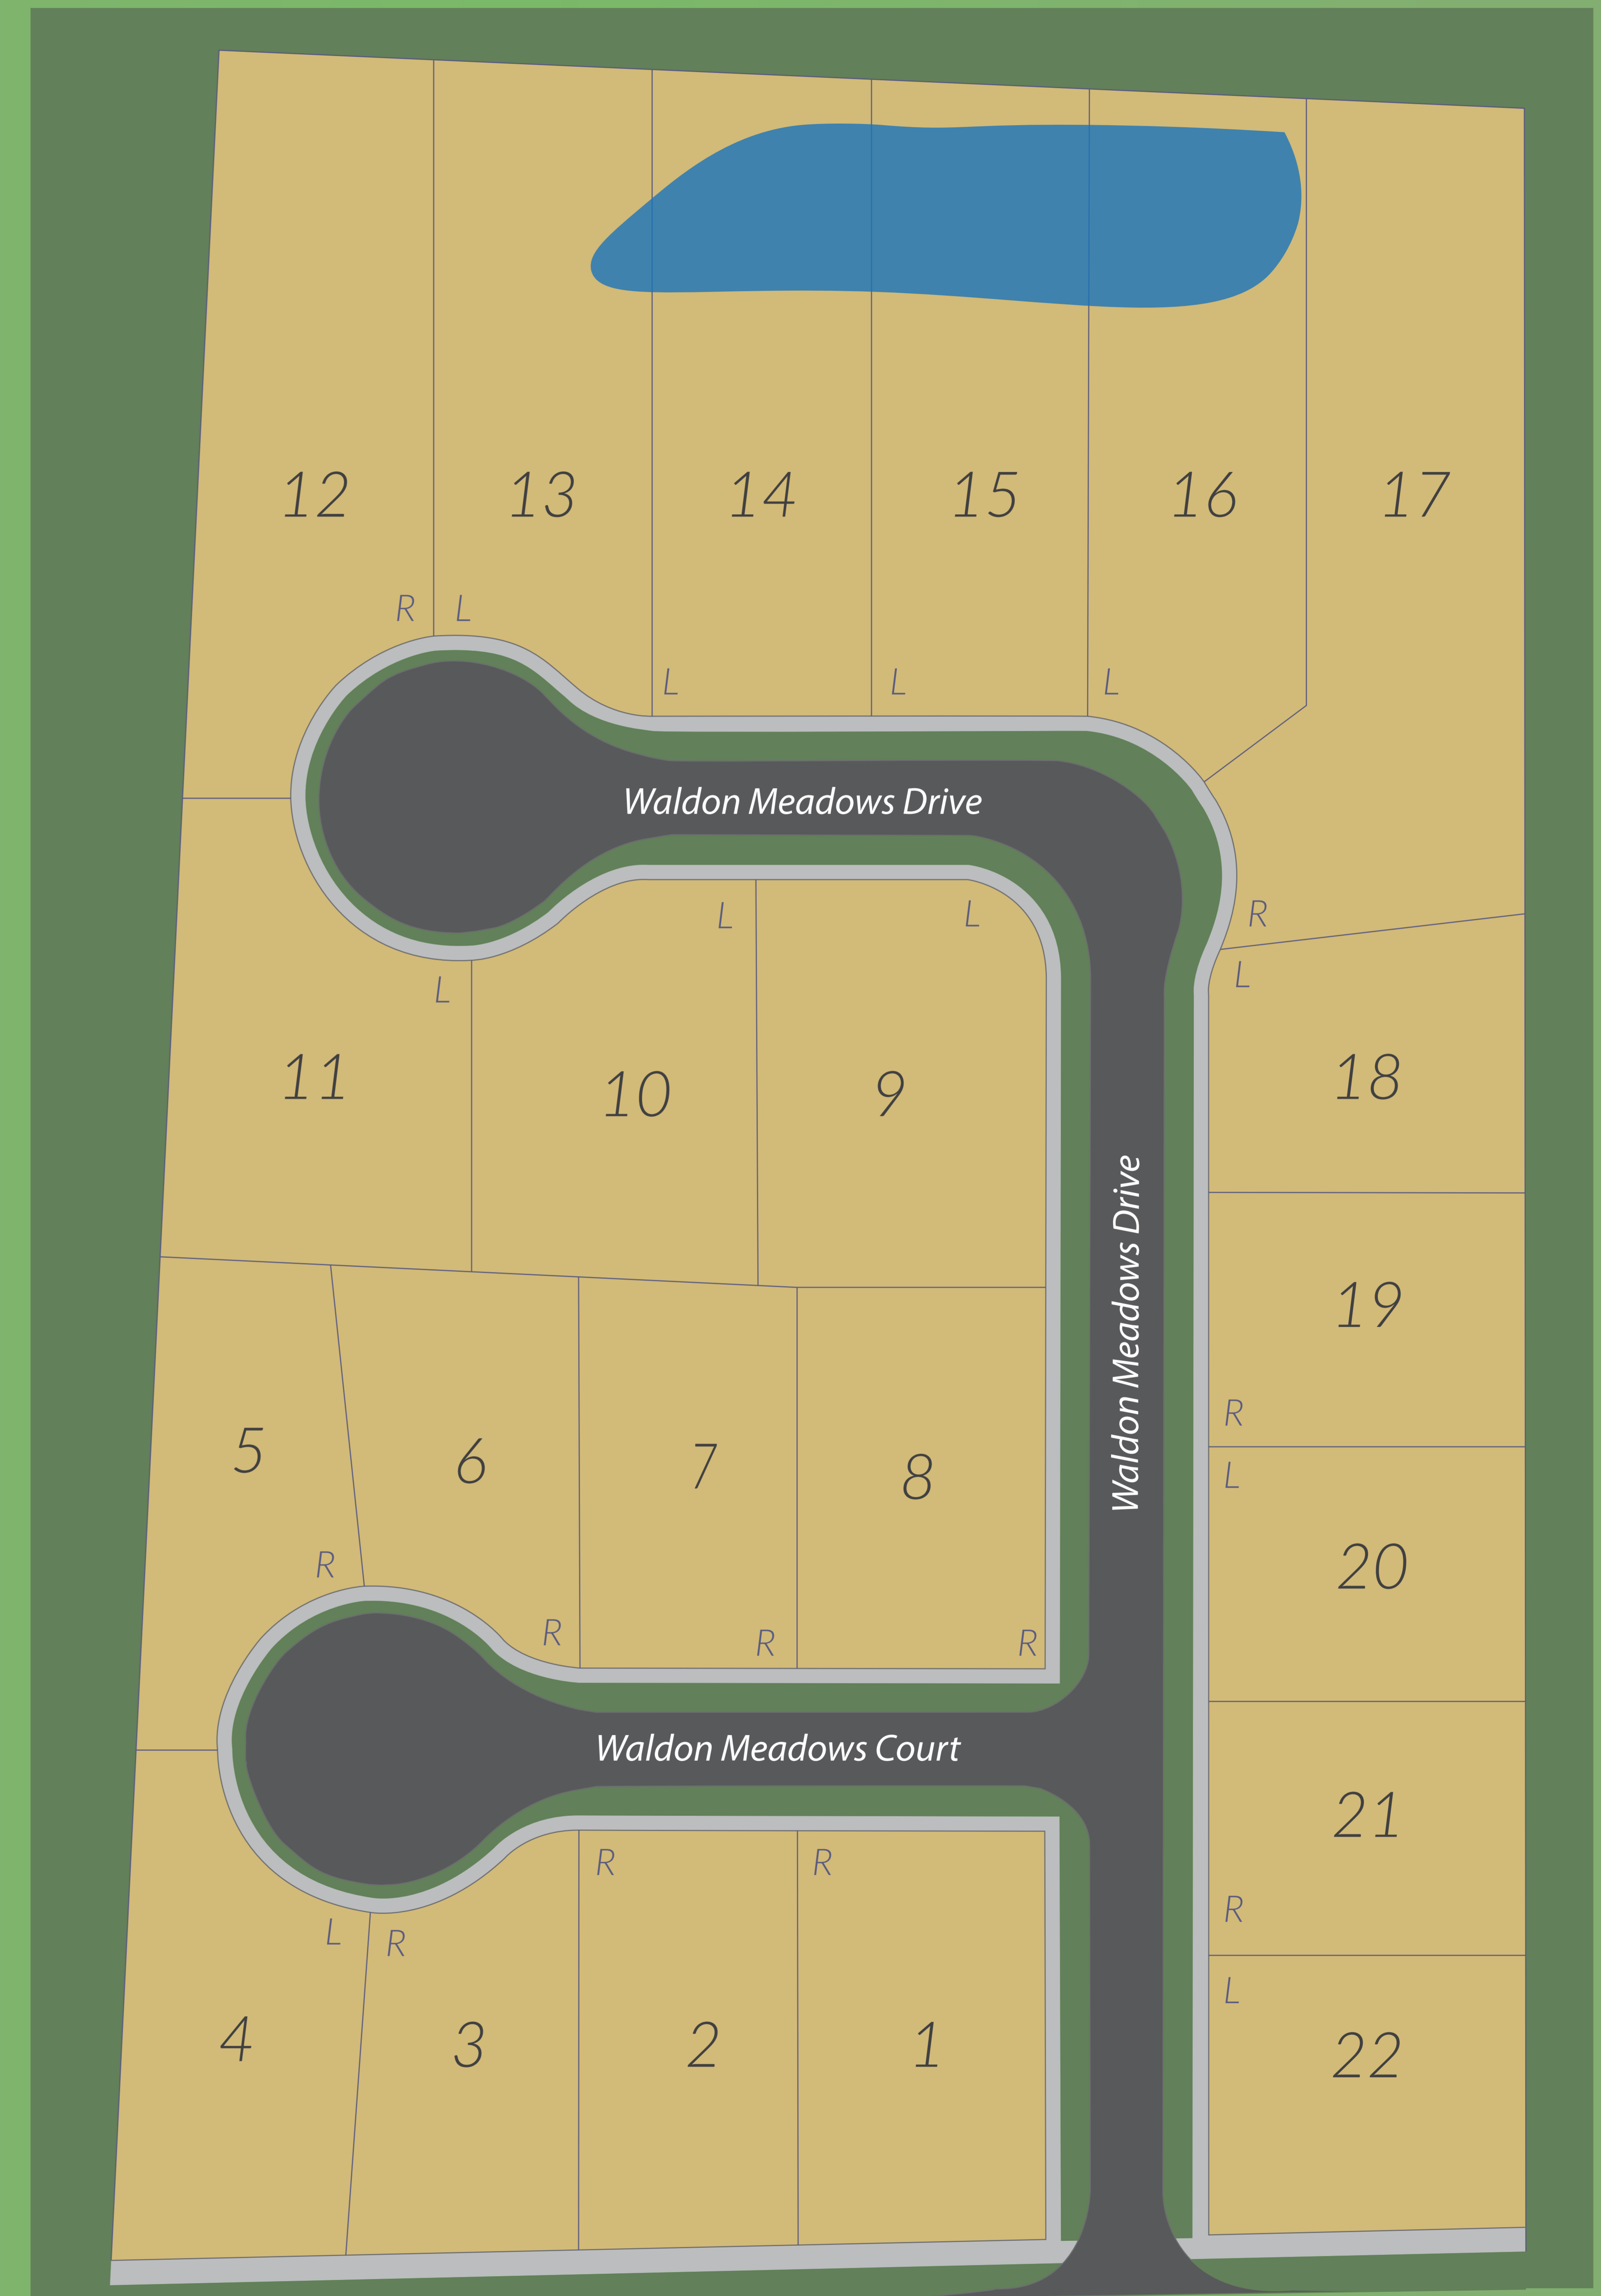 12 13 14 15 16 17
R L
L L L
Waldon Meadows Drive
L L R
L L
11 10 9 18
Waldon Meadows Drive
19
R
5 6 7 8 L
20
R
R R R
Waldon Meadows Court
21
R R
R
L R
L
4 3 2 1 22